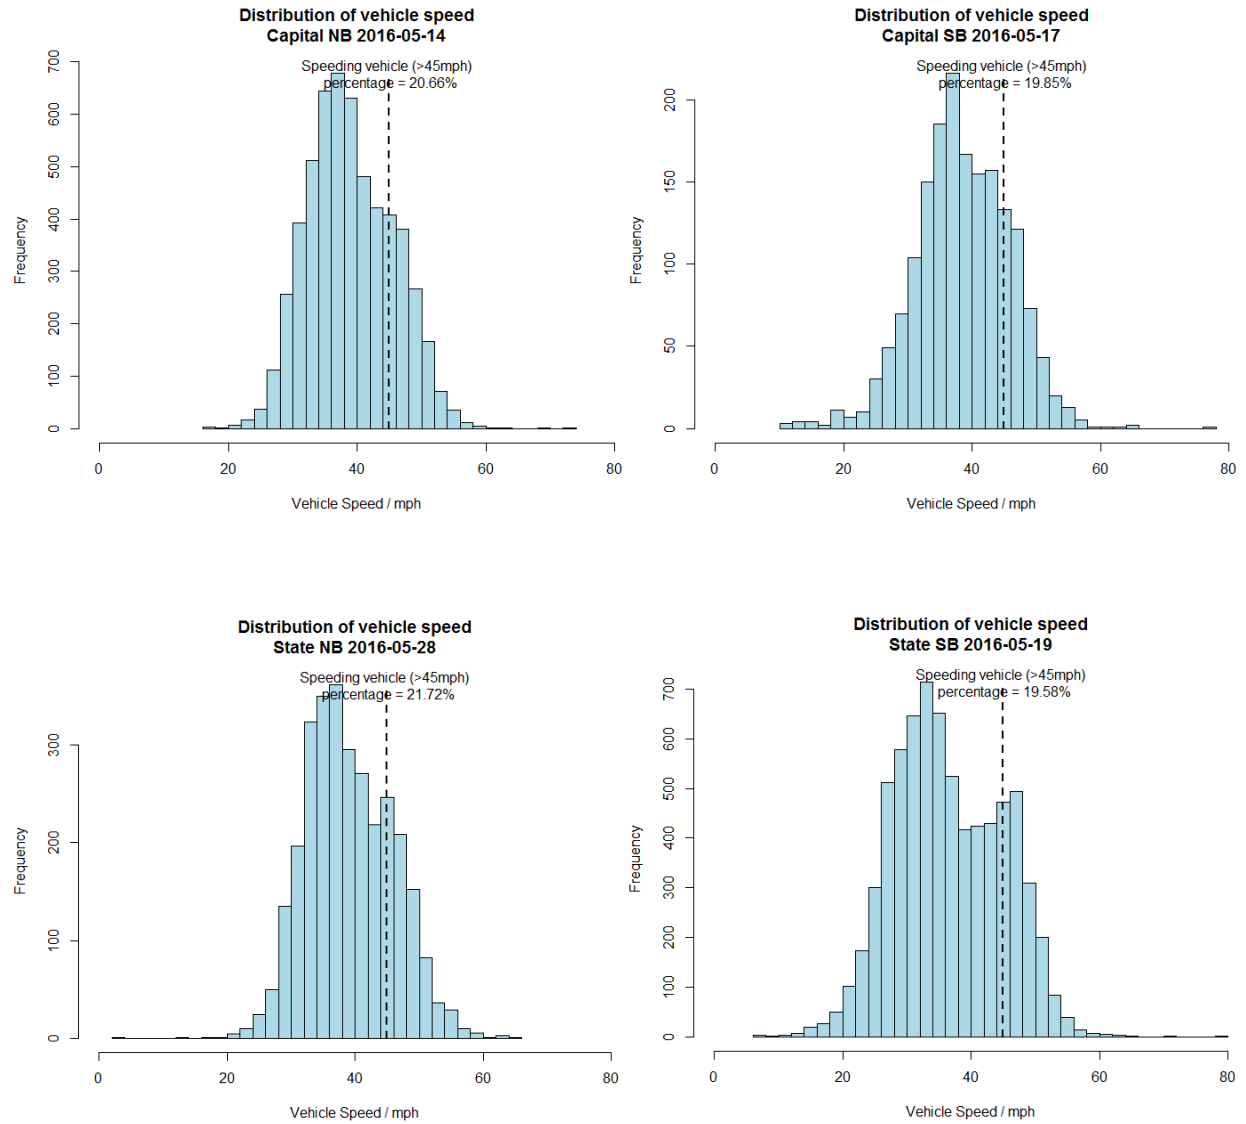 Distribution of vehicle speed
Capital NB 2016-05-14
Speeding vehicle (>45mph)
percentage = 20.66%
Frequency
700
600
500
400
300
200
100
0
0 20 40 60 80
Vehicle Speed / mph
Distribution of vehicle speed
Capital SB 2016-05-17
Speeding vehicle (>45mph)
percentage = 19.85%
Frequency
200
150
100
50
0
0 20 40 60 80
Vehicle Speed / mph
Distribution of vehicle speed
State NB 2016-05-28
Speeding vehicle (>45mph)
percentage = 21.72%
Frequency
300
200
100
0
0 20 40 60 80
Vehicle Speed / mph
Distribution of vehicle speed
State SB 2016-05-19
Speeding vehicle (>45mph)
percentage = 19.58%
Frequency
700
600
500
400
300
200
100
0
0 20 40 60 80
Vehicle Speed / mph